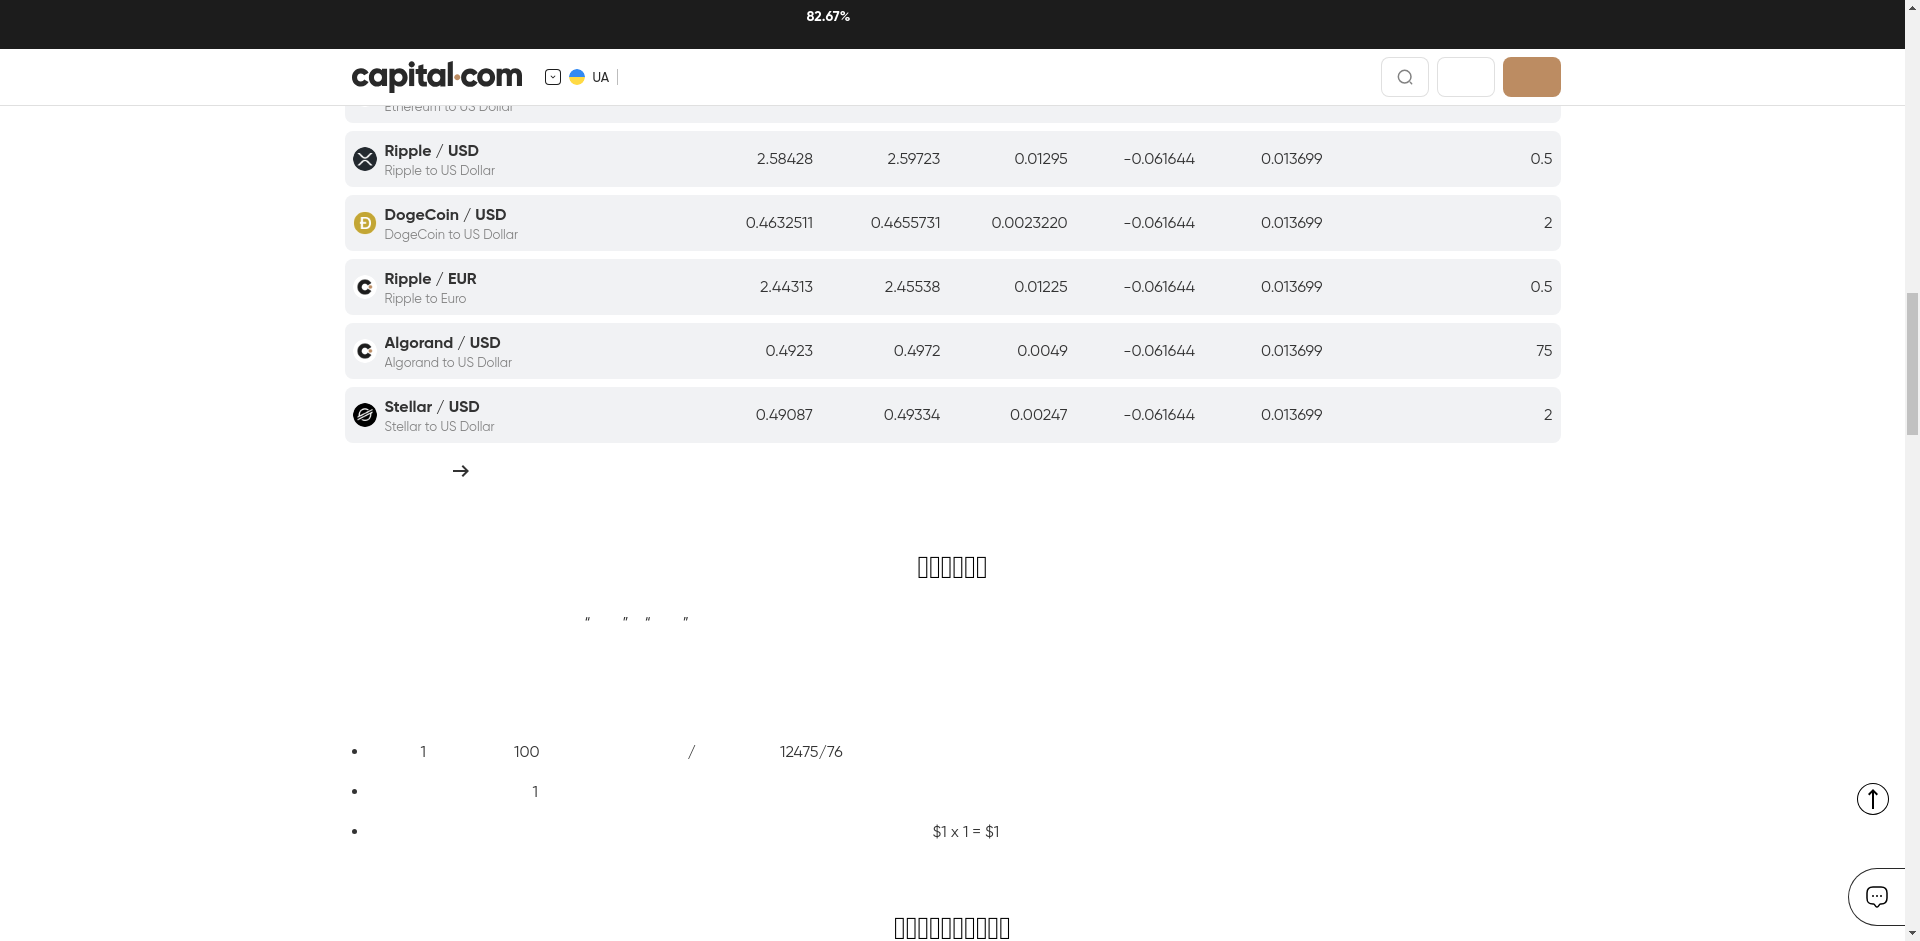 82.67%
capital.com UA
Ethereum to US Dollar
Ripple / USD 2.58428 2.59723 0.01295 -0.061644 0.013699 0.5
Ripple to US Dollar
DogeCoin / USD 0.4632511 0.4655731 0.0023220 -0.061644 0.013699 2
DogeCoin to US Dollar
Ripple / EUR 2.44313 2.45538 0.01225 -0.061644 0.013699 0.5
Ripple to Euro
Algorand / USD 0.4923 0.4972 0.0049 -0.061644 0.013699 75
Algorand to US Dollar
Stellar / USD 0.49087 0.49334 0.00247 -0.061644 0.013699 2
Stellar to US Dollar
“ ” “ ”
1 100 / 12475/76
1
$1 x 1 = $1